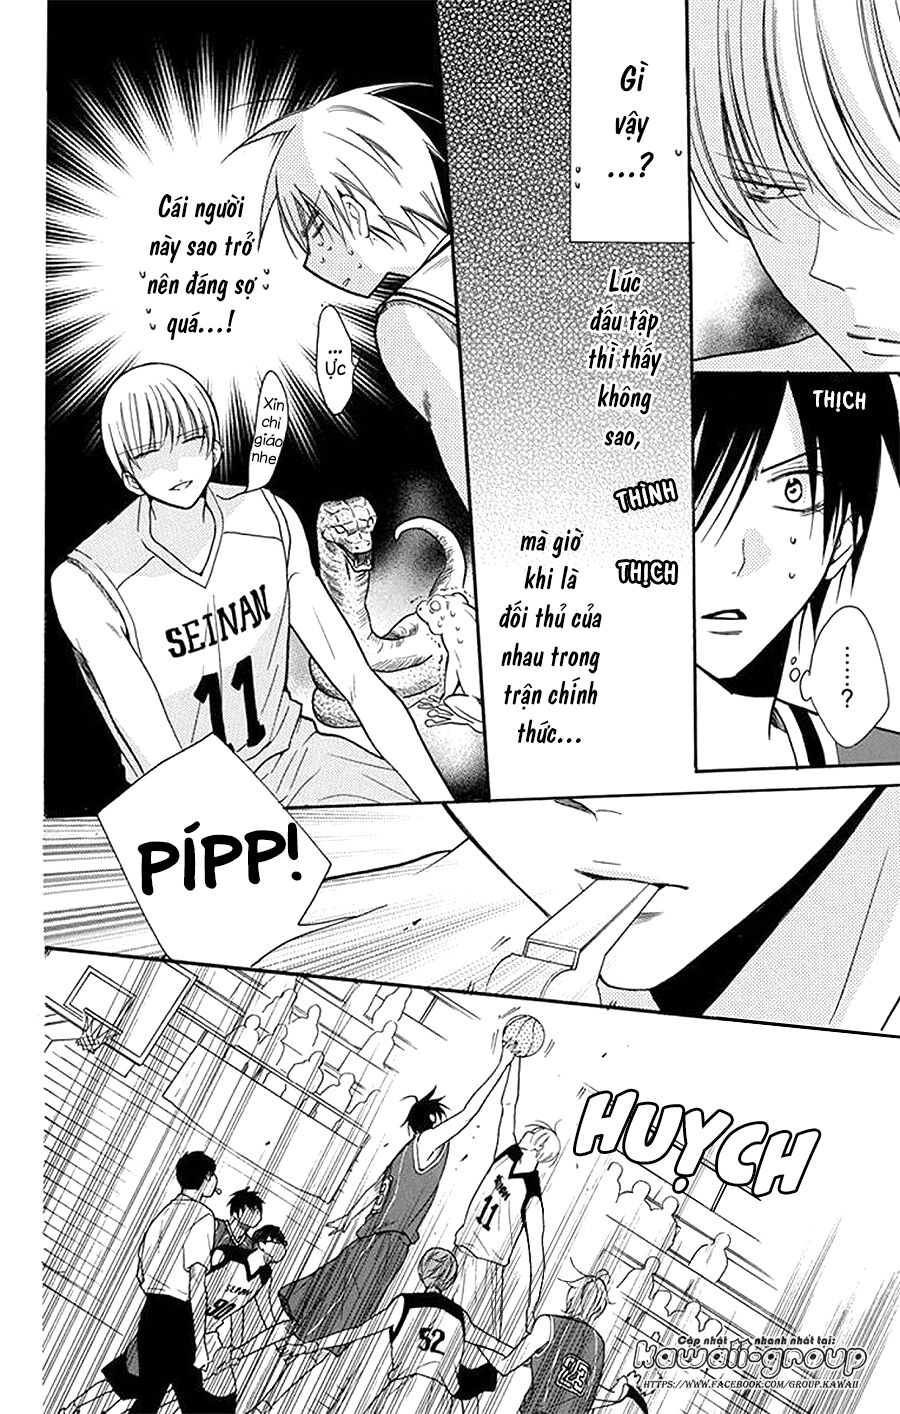 Gì
vậy
...?
THỊCH
......
?
Lúc
đấu tập
thì thấy
không
sao,
THÌNH
THỊCH
mà giờ
khi là
đối thủ của
nhau trong
trận chính
thức...
Cái người
này sao trở
nên đáng sợ
quá...!
...
Ực
Xin
chỉ
giáo
nhe
SEINAN
11
PÍPP!
HUỴCH
11
52
23
Cập nhật nhanh nhất tại:
kawaii-group
HTTPS://WWW.FACEBOOK.COM/GROUP.KAWAII